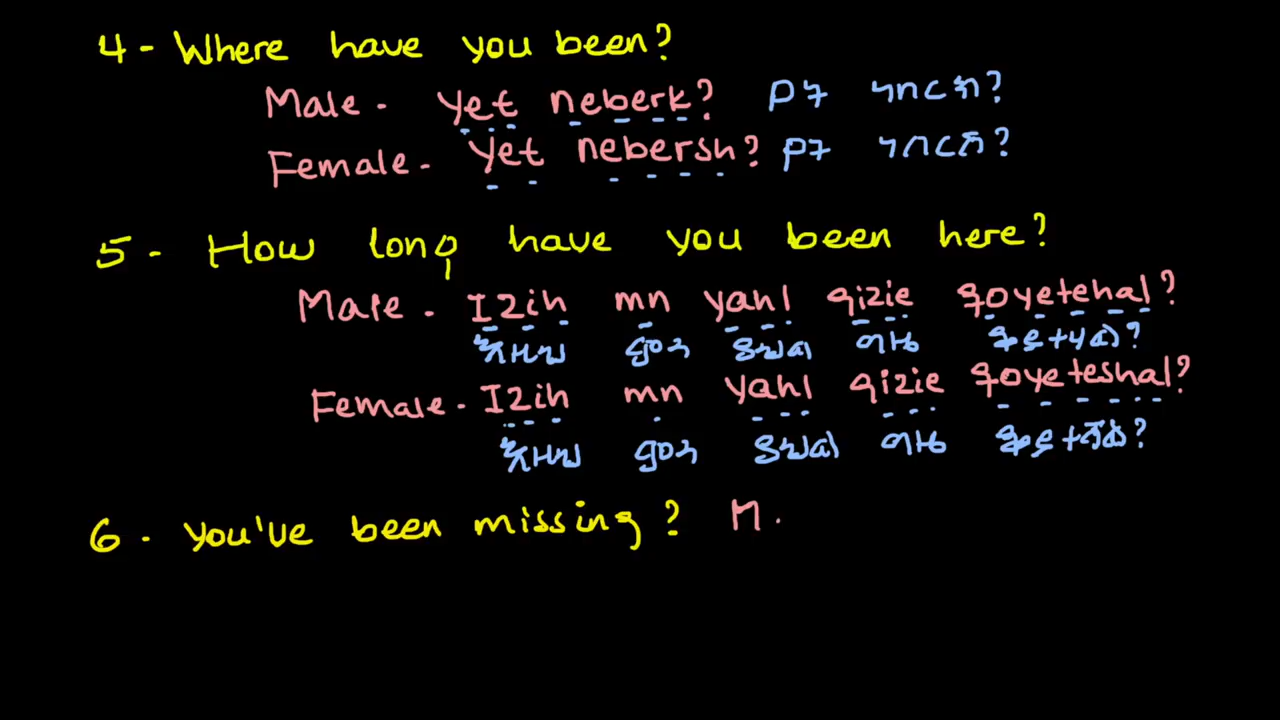 4 - Where have you been?
Male - yet neberk? የት ነበርክ?
Female - yet nebersh? የት ነበርሽ?
5 - How long have you been here?
Male - Izih mn yahl gizie qoyetehal?
እዚህ ምን ያህል ጊዜ ቆይተሃል?
Female - Izih mn yahl gizie qoyeteshal?
እዚህ ምን ያህል ጊዜ ቆይተሻል?
6 - You've been missing? M.